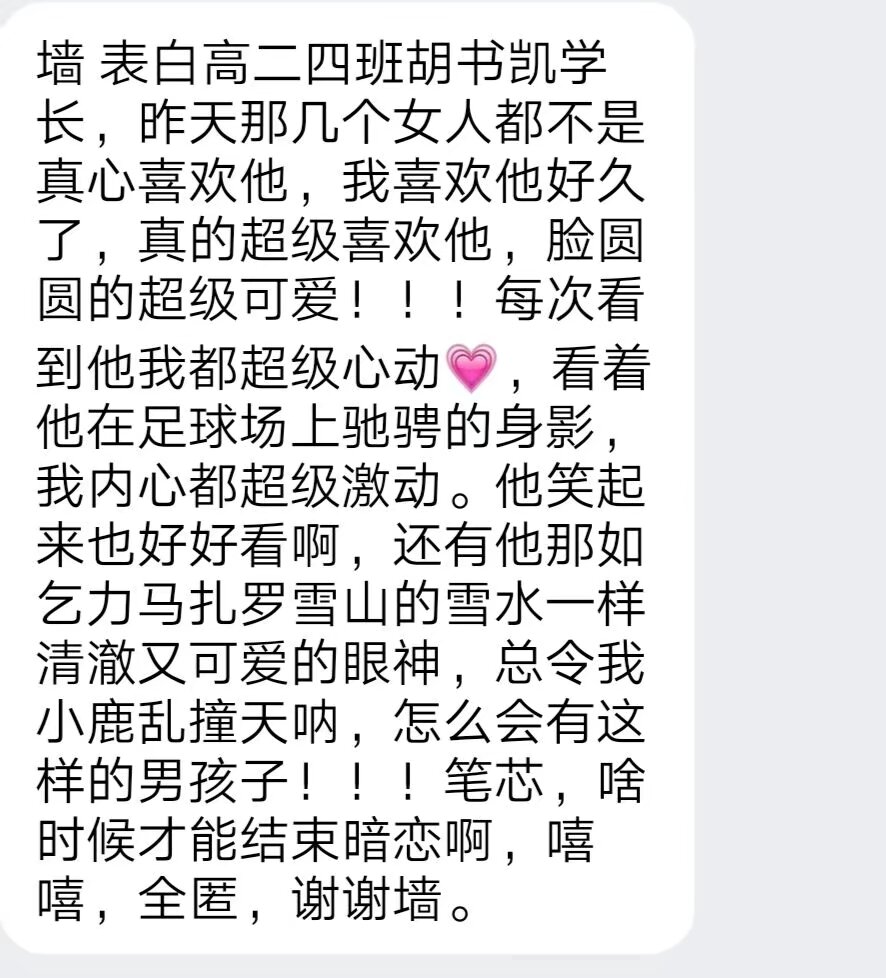 墙 表白高二四班胡书凯学
长，昨天那几个女人都不是
真心喜欢他，我喜欢他好久
了，真的超级喜欢他，脸圆
圆的超级可爱！！！每次看
到他我都超级心动💗，看着
他在足球场上驰骋的身影，
我内心都超级激动。他笑起
来也好好看啊，还有他那如
乞力马扎罗雪山的雪水一样
清澈又可爱的眼神，总令我
小鹿乱撞天呐，怎么会有这
样的男孩子！！！笔芯，啥
时候才能结束暗恋啊，嘻
嘻，全匿，谢谢墙。